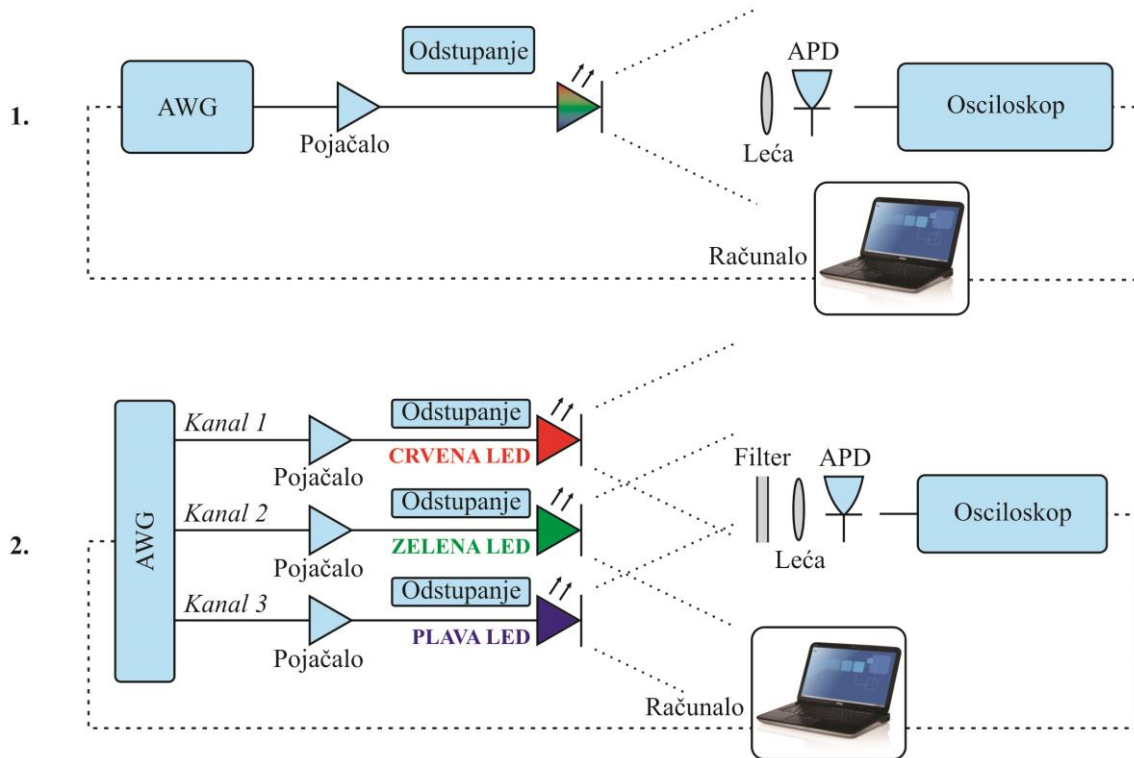 1.
AWG
Pojačalo
Odstupanje
Leća
APD
Osciloskop
Računalo
2.
AWG
Kanal 1
Pojačalo
Odstupanje
CRVENA LED
Kanal 2
Pojačalo
Odstupanje
ZELENA LED
Kanal 3
Pojačalo
Odstupanje
PLAVA LED
Filter
Leća
APD
Osciloskop
Računalo